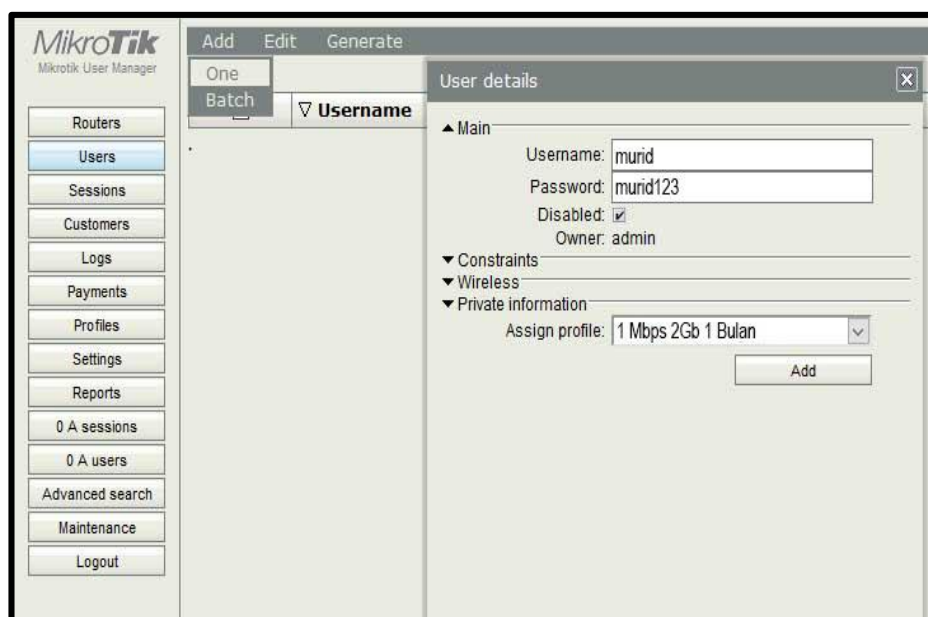 MikroTik
Mikrotik User Manager
Routers
Users
Sessions
Customers
Logs
Payments
Profiles
Settings
Reports
0 A sessions
0 A users
Advanced search
Maintenance
Logout
Add Edit Generate
One
Batch
▽ Username
User details
▲ Main
Username: murid
Password: murid123
Disabled:
Owner: admin
▼ Constraints
▼ Wireless
▼ Private information
Assign profile: 1 Mbps 2Gb 1 Bulan
Add